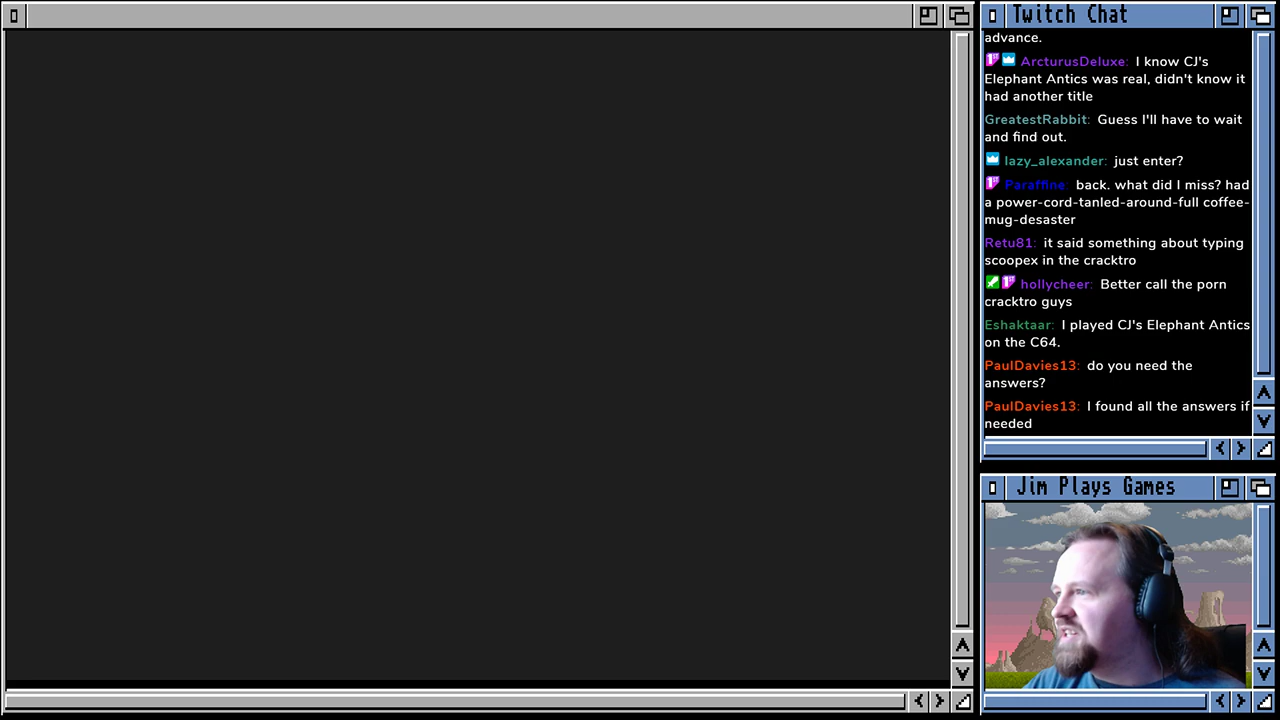 Twitch Chat
advance.
ArcturusDeluxe: I know CJ's
Elephant Antics was real, didn't know it
had another title
GreatestRabbit: Guess I'll have to wait
and find out.
lazy_alexander: just enter?
Paraffine: back. what did I miss? had
a power-cord-tanled-around-full coffee-
mug-desaster
Retu81: it said something about typing
scoopex in the cracktro
hollycheer: Better call the porn
cracktro guys
Eshaktaar: I played CJ's Elephant Antics
on the C64.
PaulDavies13: do you need the
answers?
PaulDavies13: I found all the answers if
needed
Jim Plays Games